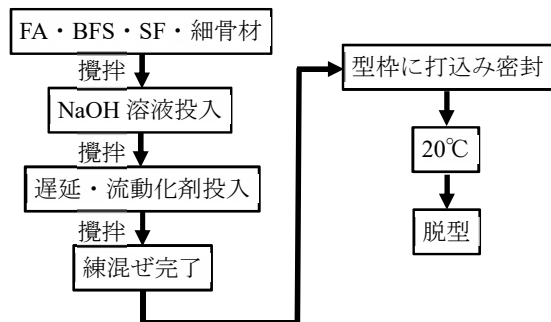 FA・BFS・SF・細骨材
攪拌
NaOH 溶液投入
攪拌
遅延・流動化剤投入
攪拌
練混ぜ完了
型枠に打込み密封
20℃
脱型